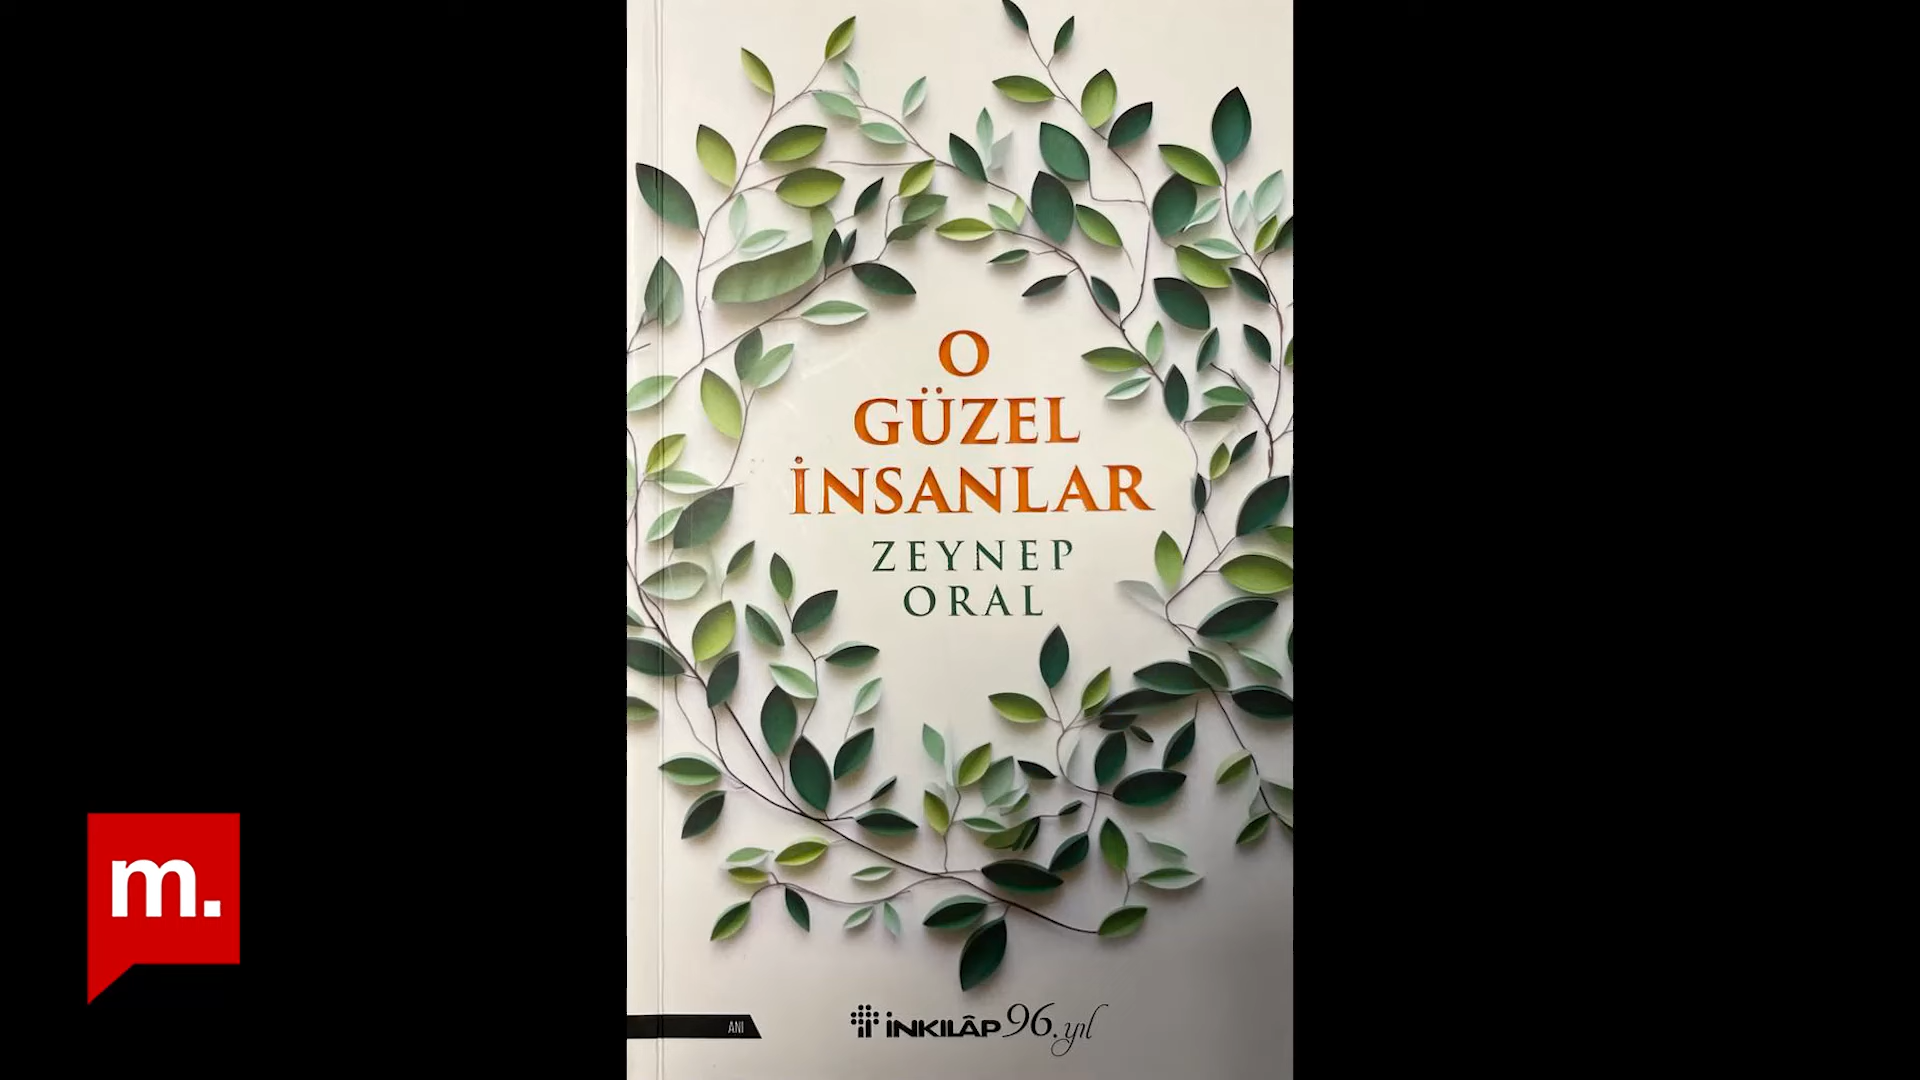 O
GÜZEL
İNSANLAR
ZEYNEP
ORAL
m.
ANI
İNKILÂP 96.yıl